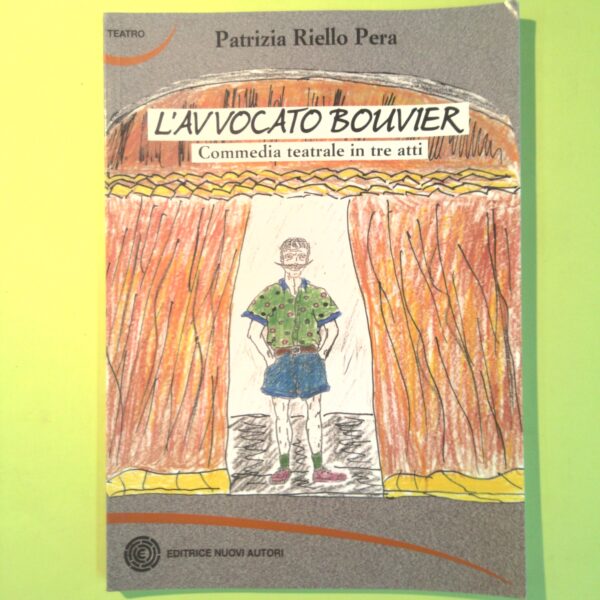 TEATRO
Patrizia Riello Pera
L'AVVOCATO BOUVIER
Commedia teatrale in tre atti
EDITRICE NUOVI AUTORI